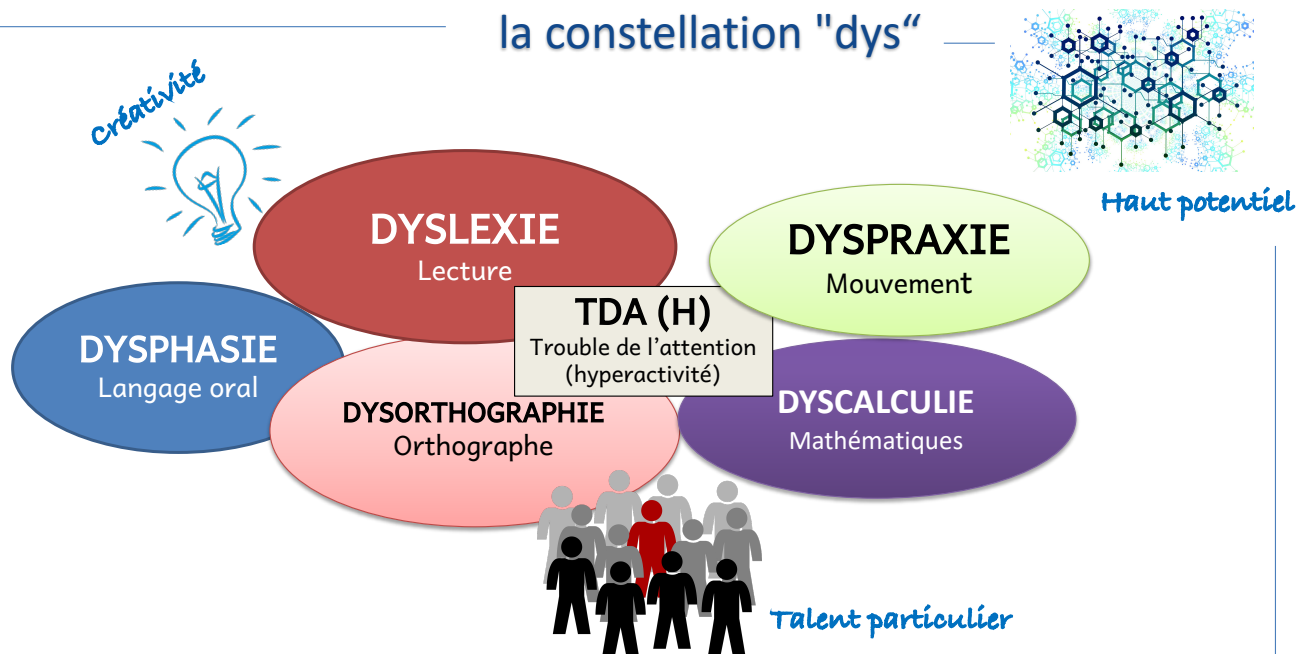 la constellation "dys“
Créativité
Haut potentiel
DYSLEXIE
Lecture
DYSPRAXIE
Mouvement
TDA (H)
Trouble de l’attention
(hyperactivité)
DYSPHASIE
Langage oral
DYSORTHOGRAPHIE
Orthographe
DYSCALCULIE
Mathématiques
Talent particulier